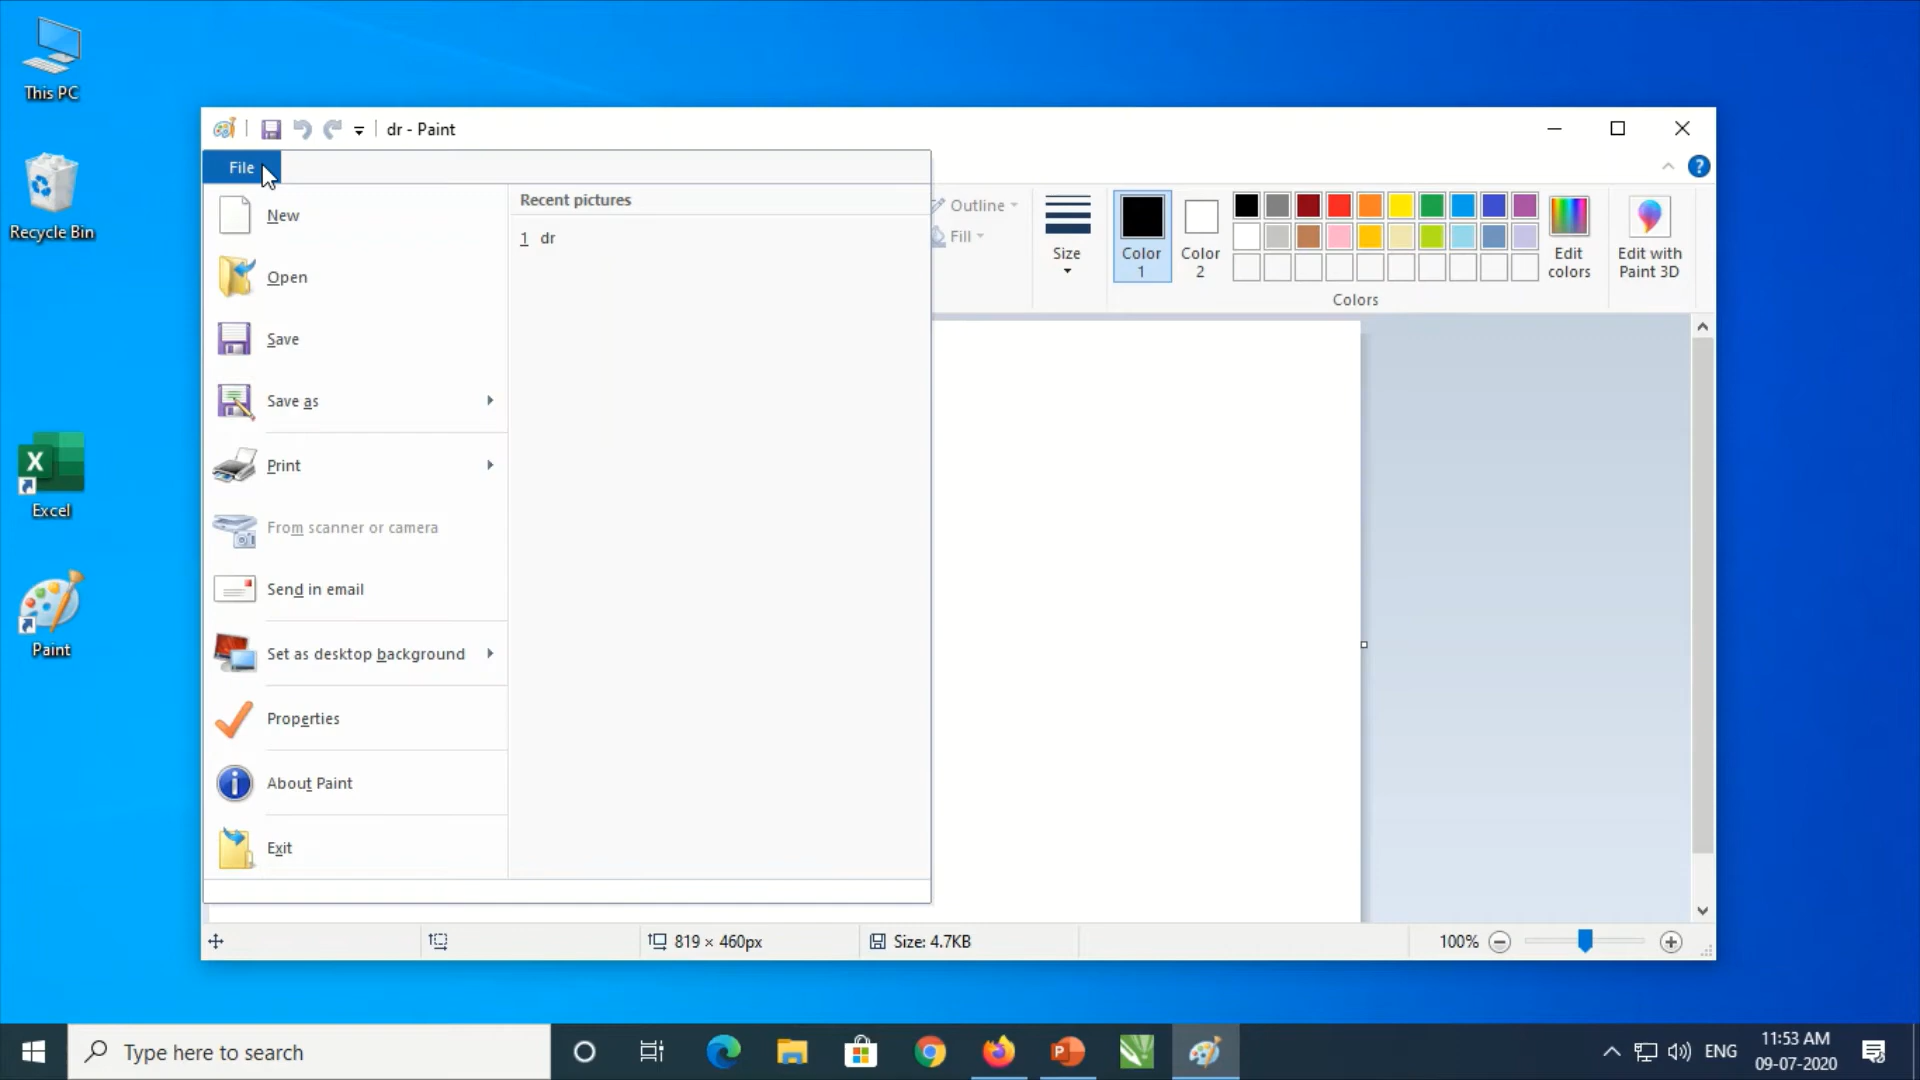 This PC
Recycle Bin
Excel
Paint
dr - Paint
File
New
Open
Save
Save as
Print
From scanner or camera
Send in email
Set as desktop background
Properties
About Paint
Exit
Recent pictures
1 dr
Outline
Fill
Size
Color
1
Color
2
Edit
colors
Edit with
Paint 3D
Colors
819 × 460px
Size: 4.7KB
100%
Type here to search
ENG
11:53 AM
09-07-2020